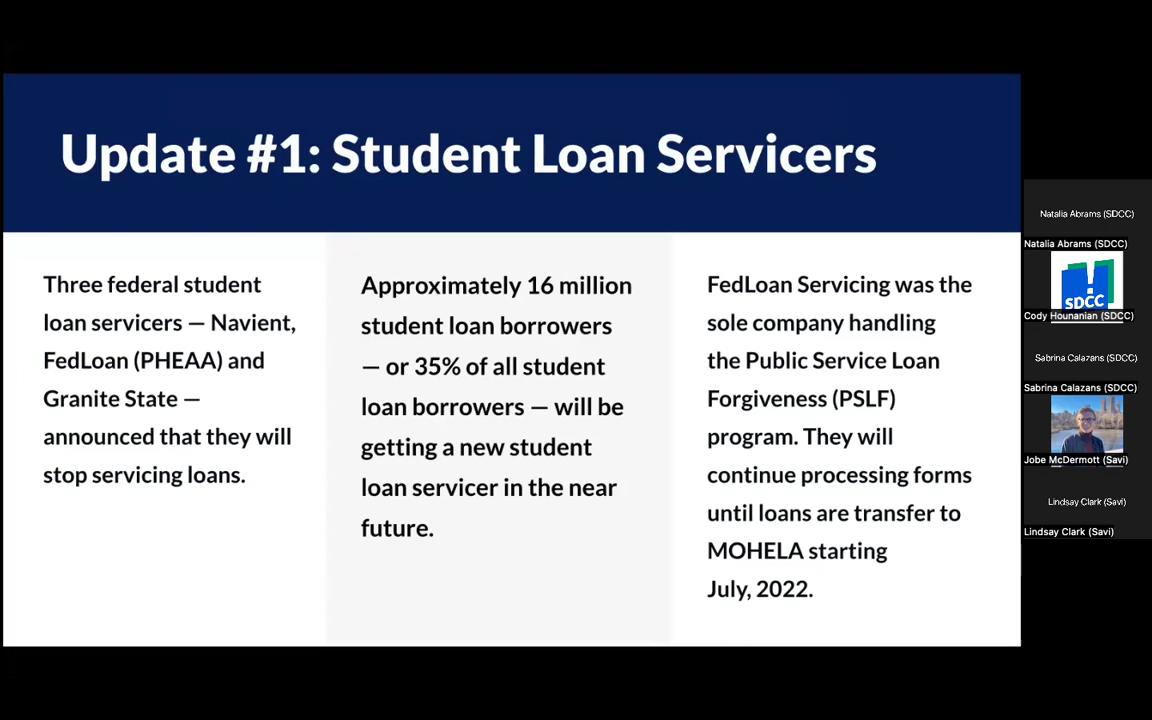 Update #1: Student Loan Servicers
Three federal student
loan servicers — Navient,
FedLoan (PHEAA) and
Granite State —
announced that they will
stop servicing loans.
Approximately 16 million
student loan borrowers
— or 35% of all student
loan borrowers — will be
getting a new student
loan servicer in the near
future.
FedLoan Servicing was the
sole company handling
the Public Service Loan
Forgiveness (PSLF)
program. They will
continue processing forms
until loans are transfer to
MOHELA starting
July, 2022.
Natalia Abrams (SDCC)
Natalia Abrams (SDCC)
SDCC
Cody Hounanian (SDCC)
Sabrina Calazans (SDCC)
Sabrina Calazans (SDCC)
Jobe McDermott (Savi)
Lindsay Clark (Savi)
Lindsay Clark (Savi)